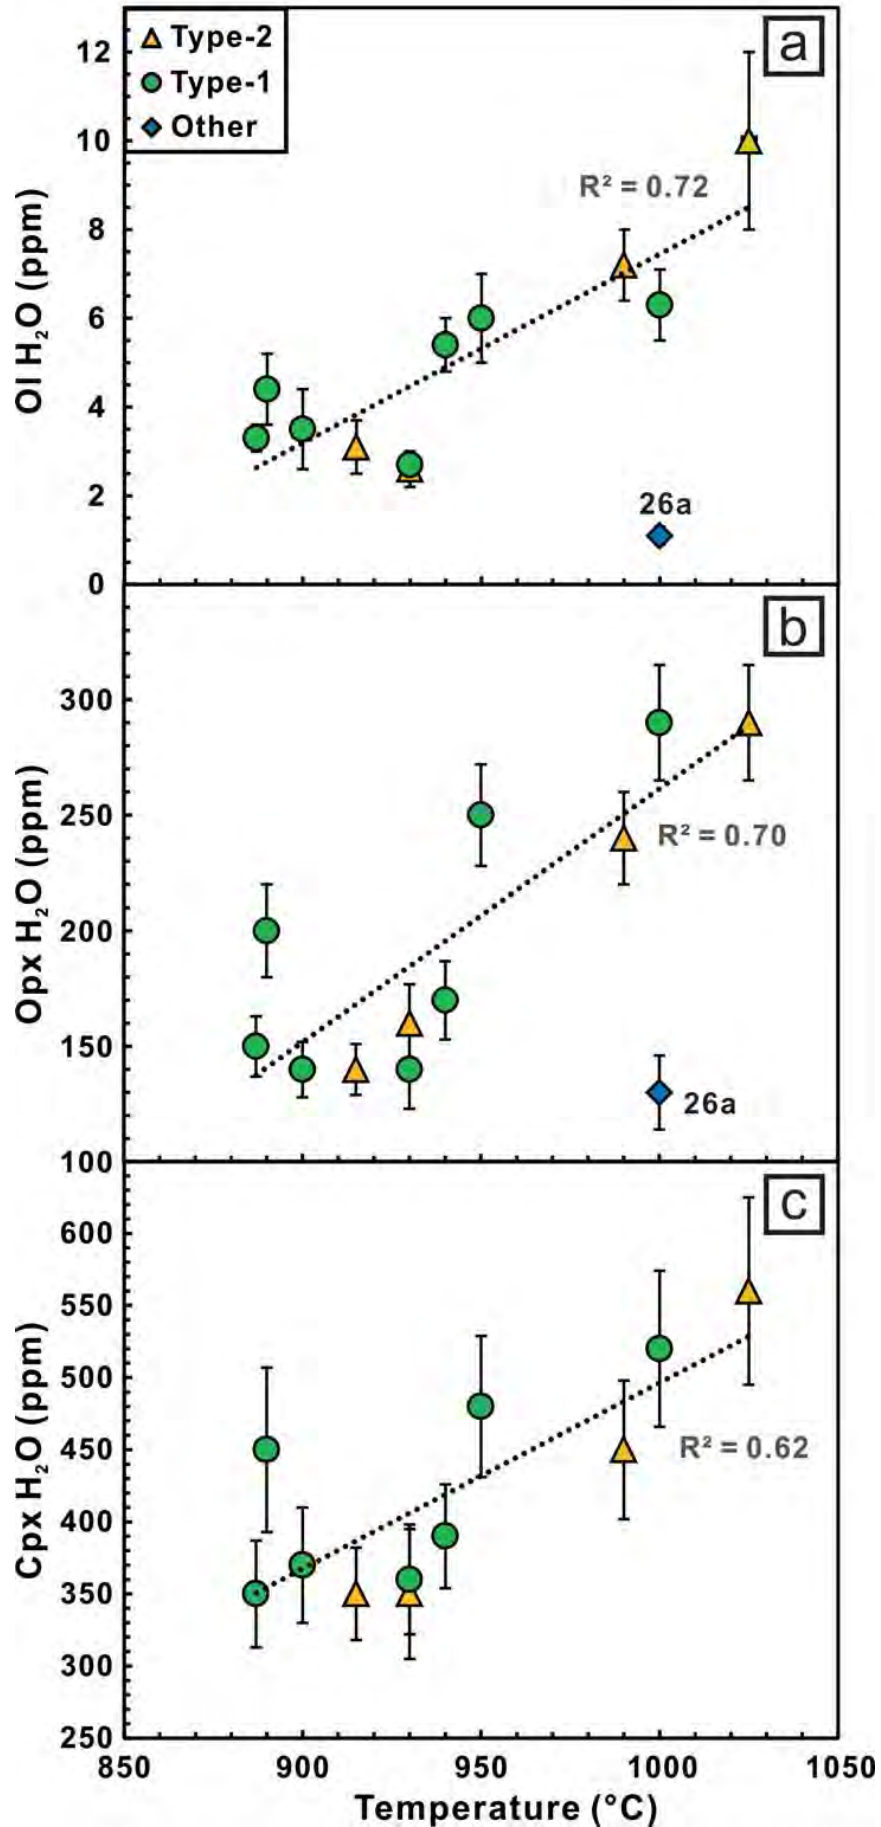 a
Type-2
Type-1
Other
12
10
8
6
4
2
0
Ol H₂O (ppm)
R² = 0.72
26a
b
300
250
200
150
100
Opx H₂O (ppm)
R² = 0.70
26a
c
600
550
500
450
400
350
300
250
Cpx H₂O (ppm)
R² = 0.62
850 900 950 1000 1050
Temperature (°C)